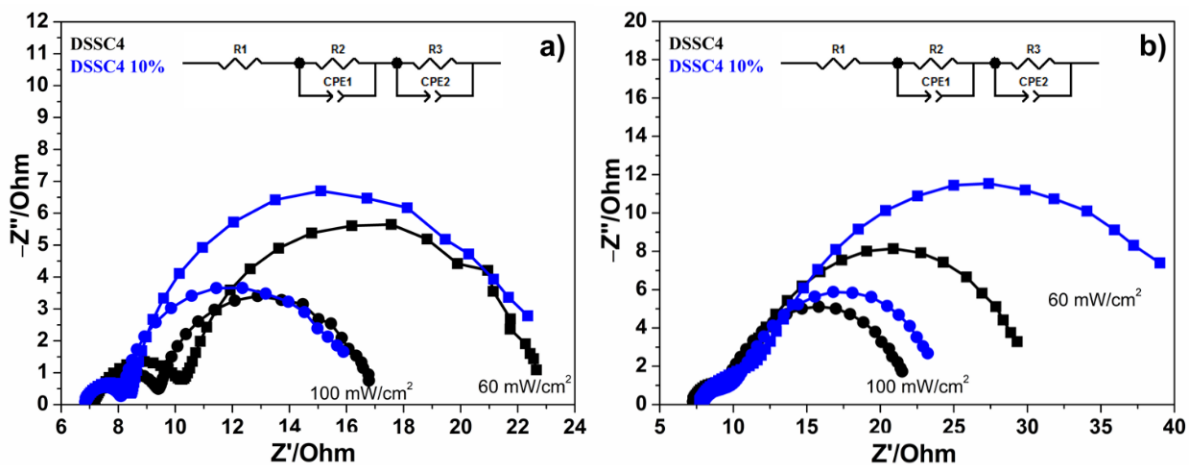 DSSC4
DSSC4 10%
a)
R1
R2
R3
CPE1
CPE2
12
11
10
9
8
7
6
5
4
3
2
1
0
−Z''/Ohm
100 mW/cm²
60 mW/cm²
6 8 10 12 14 16 18 20 22 24
Z'/Ohm
DSSC4
DSSC4 10%
b)
R1
R2
R3
CPE1
CPE2
20
18
16
14
12
10
8
6
4
2
0
−Z''/Ohm
60 mW/cm²
100 mW/cm²
5 10 15 20 25 30 35 40
Z'/Ohm